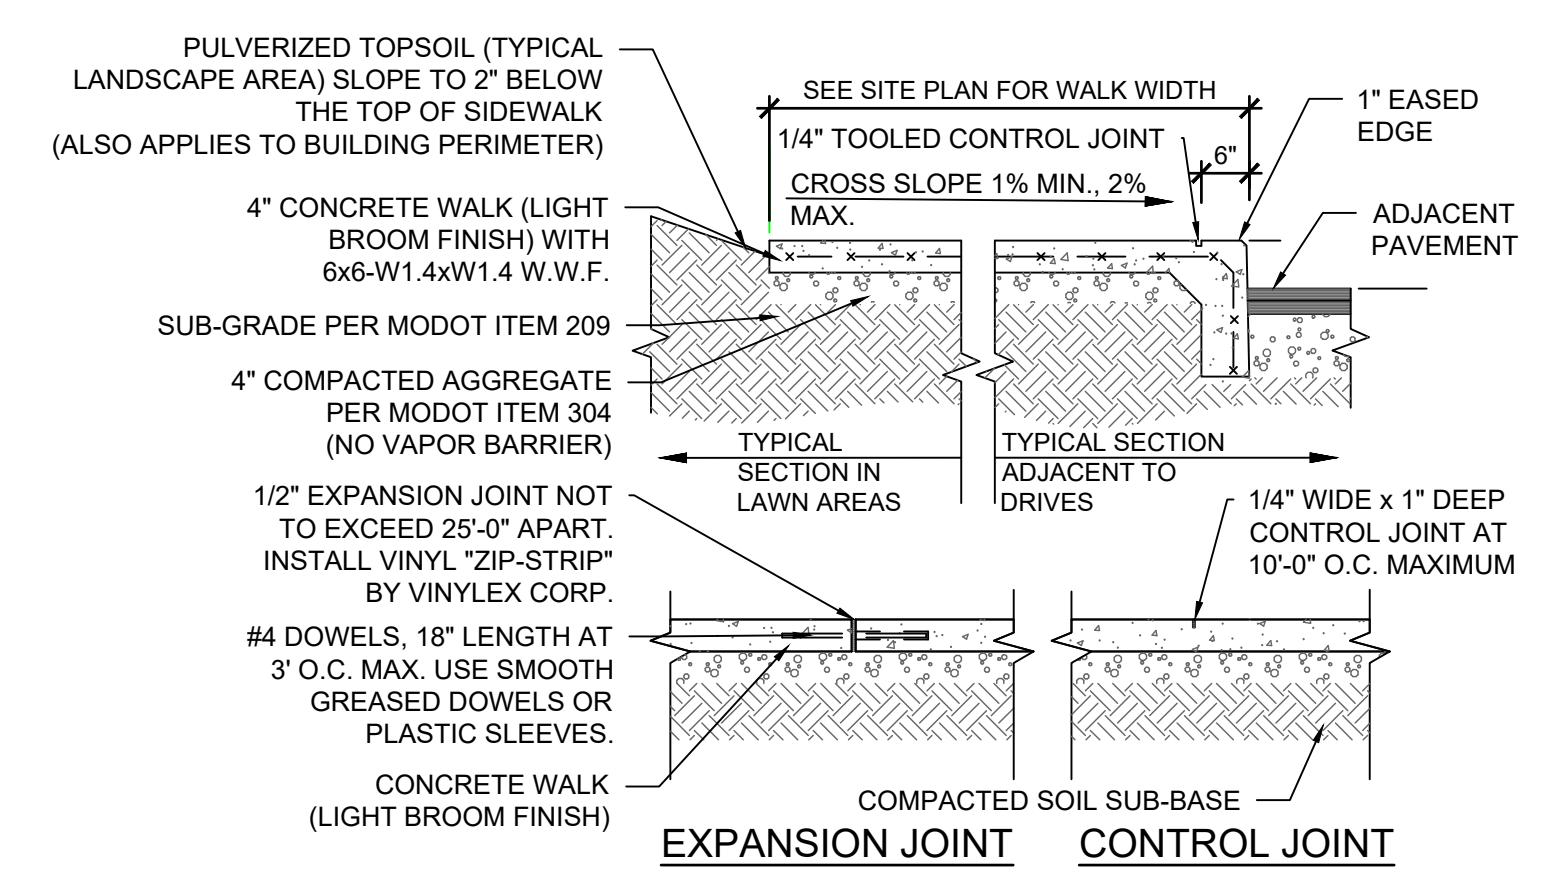 PULVERIZED TOPSOIL (TYPICAL
LANDSCAPE AREA) SLOPE TO 2" BELOW
THE TOP OF SIDEWALK
(ALSO APPLIES TO BUILDING PERIMETER)
4" CONCRETE WALK (LIGHT
BROOM FINISH) WITH
6x6-W1.4xW1.4 W.W.F.
SUB-GRADE PER MODOT ITEM 209
4" COMPACTED AGGREGATE
PER MODOT ITEM 304
(NO VAPOR BARRIER)
SEE SITE PLAN FOR WALK WIDTH
1/4" TOOLED CONTROL JOINT
6"
CROSS SLOPE 1% MIN., 2%
MAX.
1" EASED
EDGE
ADJACENT
PAVEMENT
TYPICAL
SECTION IN
LAWN AREAS
TYPICAL SECTION
ADJACENT TO
DRIVES
1/2" EXPANSION JOINT NOT
TO EXCEED 25'-0" APART.
INSTALL VINYL "ZIP-STRIP"
BY VINYLEX CORP.
#4 DOWELS, 18" LENGTH AT
3' O.C. MAX. USE SMOOTH
GREASED DOWELS OR
PLASTIC SLEEVES.
CONCRETE WALK
(LIGHT BROOM FINISH)
1/4" WIDE x 1" DEEP
CONTROL JOINT AT
10'-0" O.C. MAXIMUM
COMPACTED SOIL SUB-BASE
EXPANSION JOINT
CONTROL JOINT